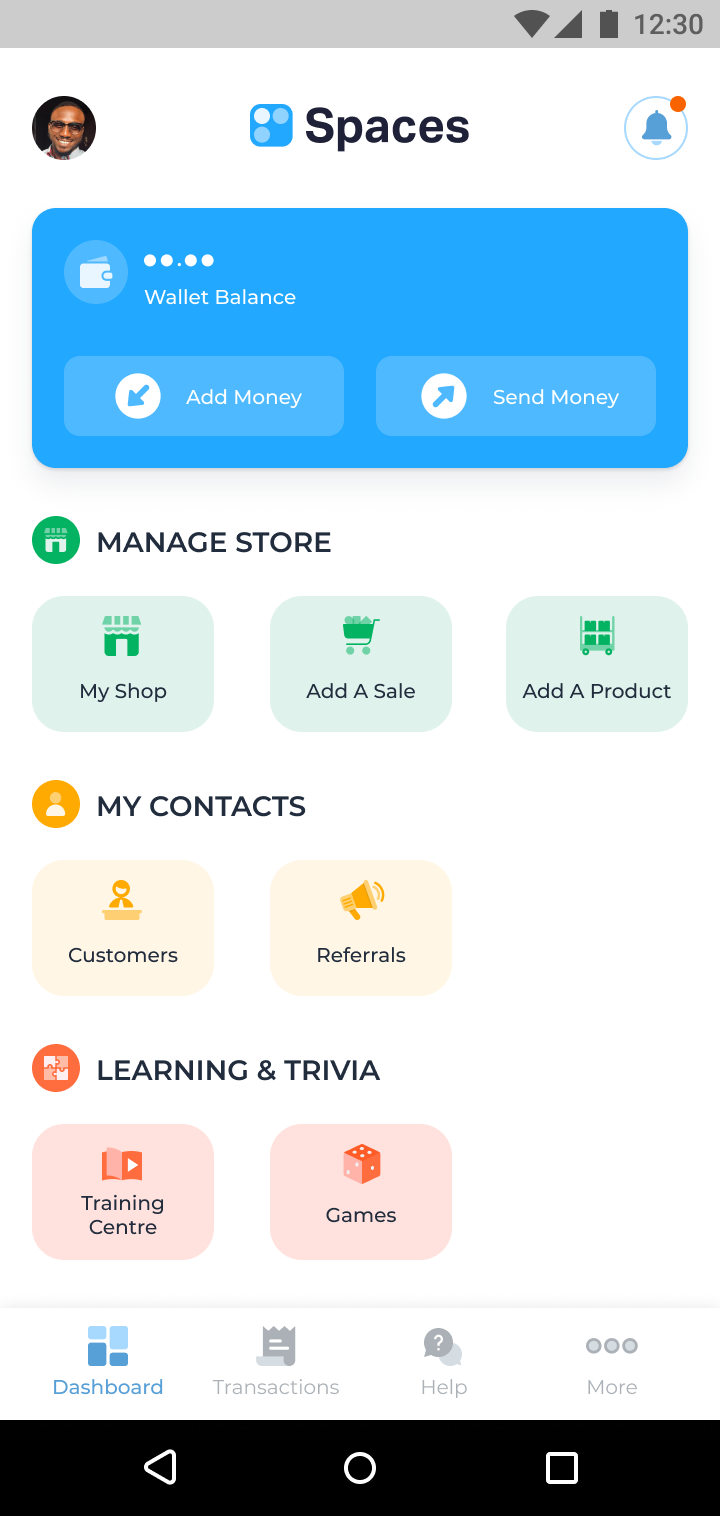 12:30
Spaces
••.••
Wallet Balance
Add Money
Send Money
MANAGE STORE
My Shop
Add A Sale
Add A Product
MY CONTACTS
Customers
Referrals
LEARNING & TRIVIA
Training
Centre
Games
?
Dashboard
Transactions
Help
More